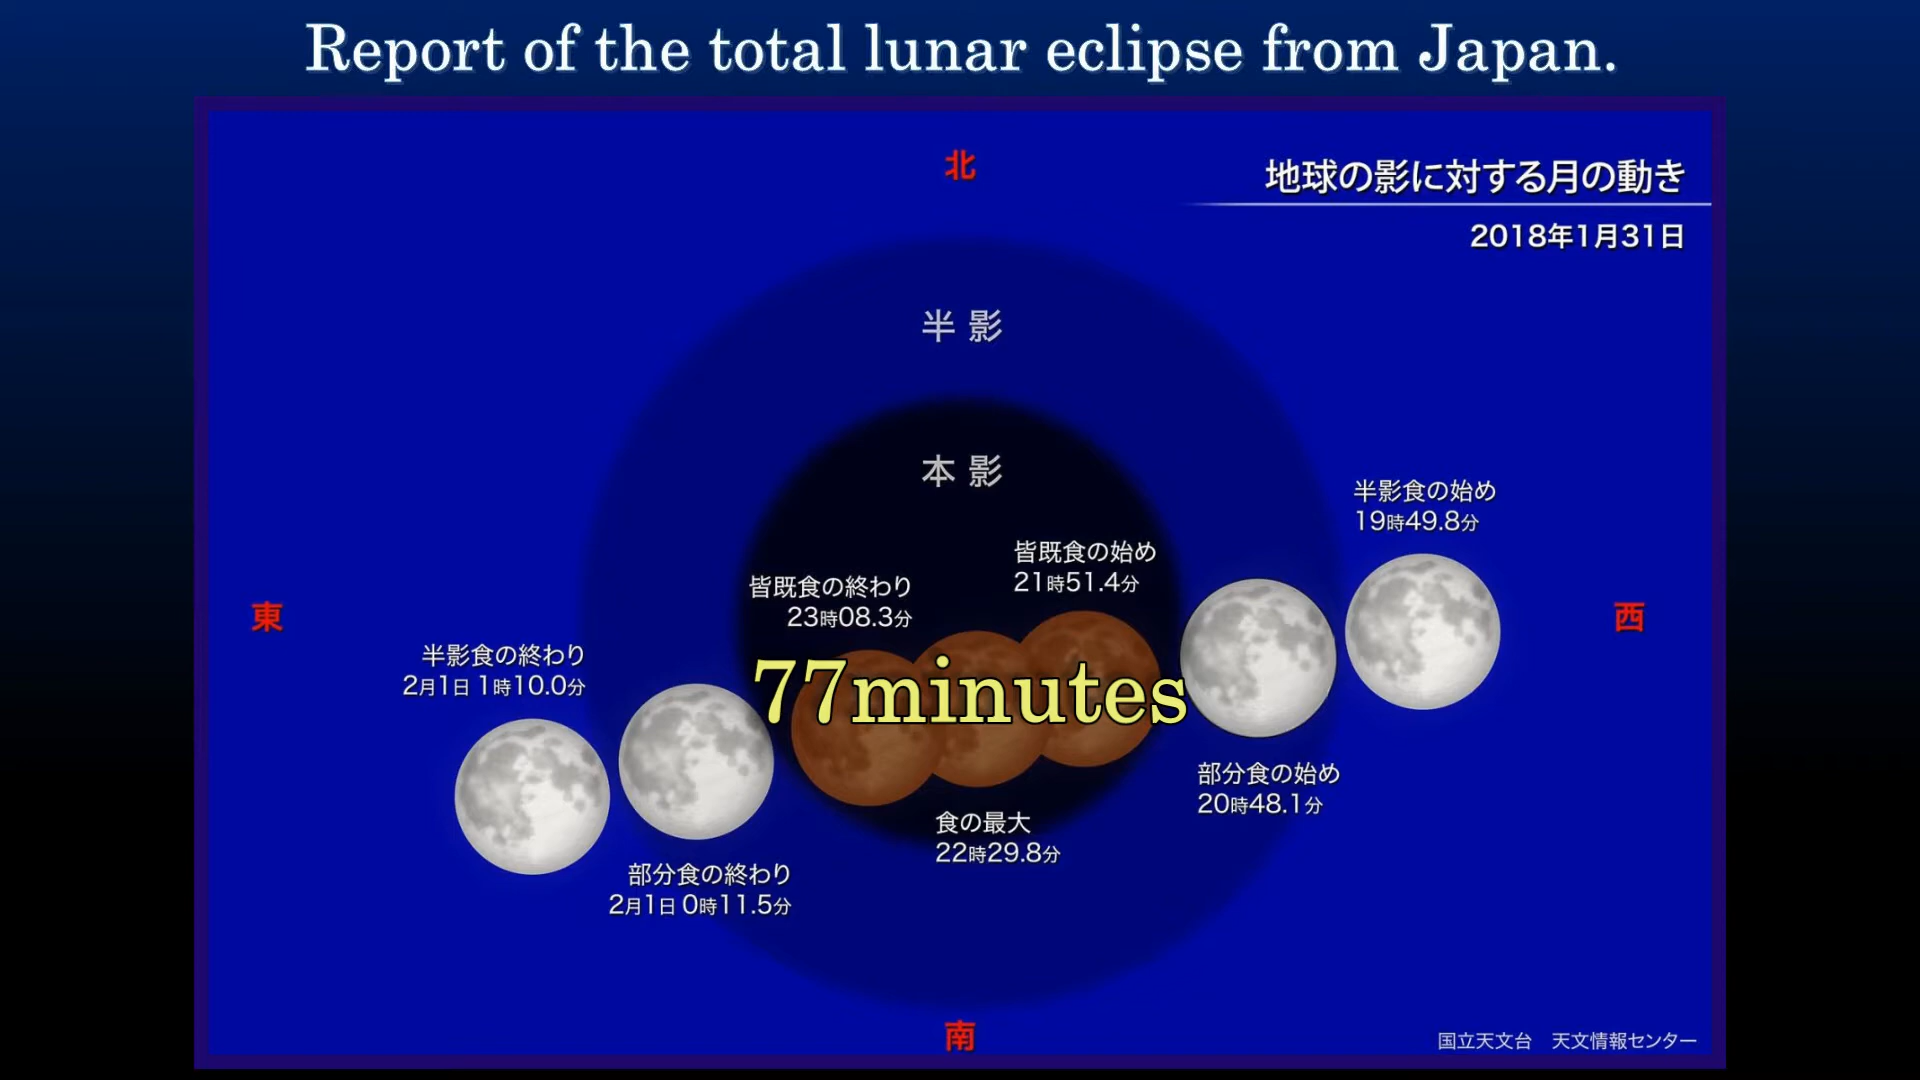 Report of the total lunar eclipse from Japan.
北
地球の影に対する月の動き
2018年1月31日
半影
本影
半影食の始め
19時49.8分
皆既食の始め
21時51.4分
皆既食の終わり
23時08.3分
東
西
半影食の終わり
2月1日 1時10.0分
77minutes
部分食の始め
20時48.1分
食の最大
22時29.8分
部分食の終わり
2月1日 0時11.5分
南
国立天文台 天文情報センター